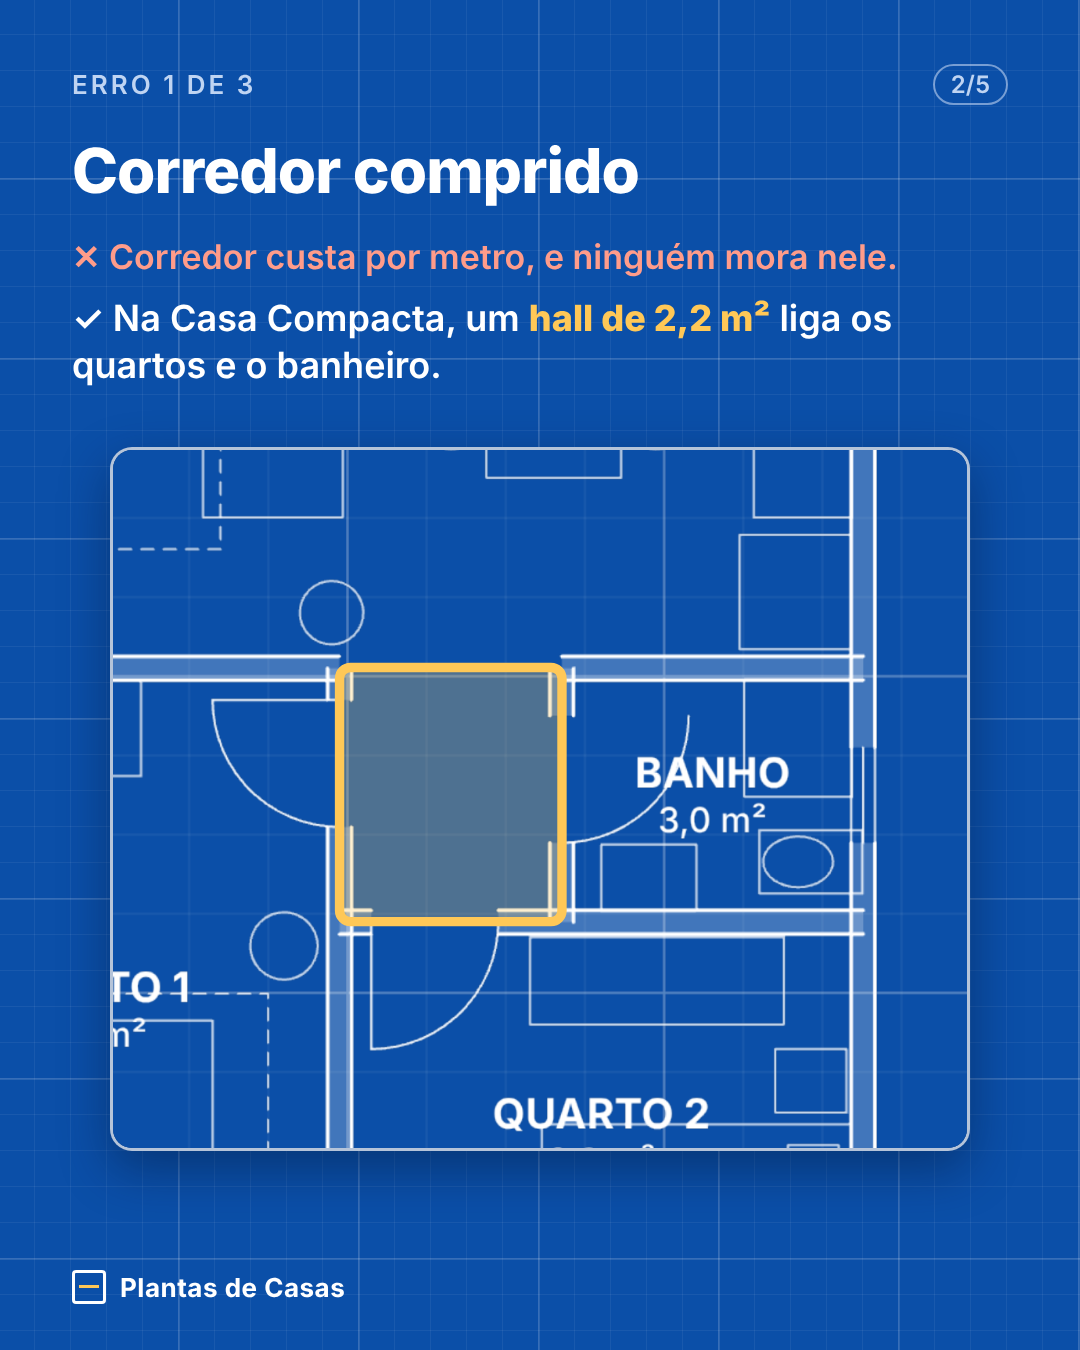 ERRO 1 DE 3
2/5
Corredor comprido
✕ Corredor custa por metro, e ninguém mora nele.
✓ Na Casa Compacta, um hall de 2,2 m² liga os
quartos e o banheiro.
BANHO
3,0 m²
TO 1
m²
QUARTO 2
Plantas de Casas